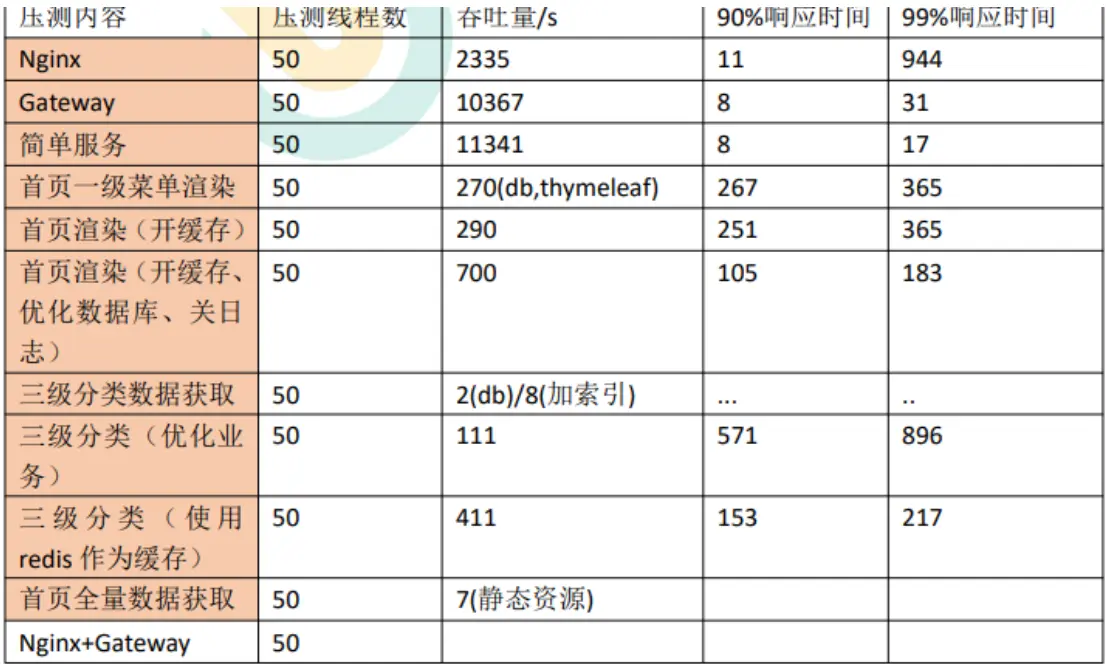 压测内容 压测线程数 吞吐量/s 90%响应时间 99%响应时间
Nginx 50 2335 11 944
Gateway 50 10367 8 31
简单服务 50 11341 8 17
首页一级菜单渲染 50 270(db,thymeleaf) 267 365
首页渲染（开缓存） 50 290 251 365
首页渲染（开缓存、 50 700 105 183
优化数据库、关日
志）
三级分类数据获取 50 2(db)/8(加索引) ... ..
三级分类（优化业 50 111 571 896
务）
三级分类（使用 50 411 153 217
redis 作为缓存）
首页全量数据获取 50 7(静态资源)
Nginx+Gateway 50